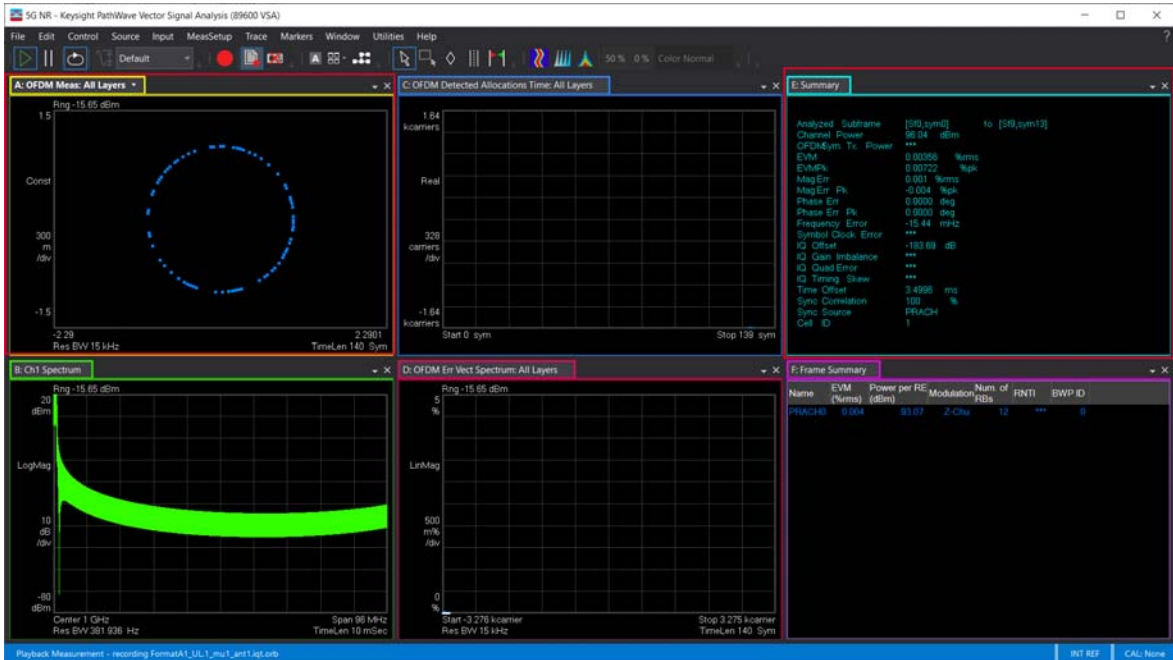 5G NR - Keysight PathWave Vector Signal Analysis (89600 VSA)
File Edit Control Source Input MeasSetup Trace Markers Window Utilities Help
Default A 50 % 0 % Color Normal
A: OFDM Meas: All Layers
Rng -15.65 dBm
1.5
Const
300
m
/div
-1.5
-2.29 2.2901
Res BW 15 kHz TimeLen 140 Sym
C: OFDM Detected Allocations Time: All Layers
1.64
kcarriers
Real
328
carriers
/div
-1.64
kcarriers
Start 0 sym Stop 139 sym
E: Summary
Analyzed Subframe [Sf0,sym0] to [Sf9,sym13]
Channel Power 96.04 dBm
OFDMSym. Tx. Power ***
EVM 0.00356 %rms
EVMPk 0.00722 %pk
MagErr 0.001 %rms
MagErr Pk -0.004 %pk
Phase Err 0.0000 deg
Phase Err Pk 0.0000 deg
Frequency Error -15.44 mHz
Symbol Clock Error ***
IQ Offset -183.69 dB
IQ Gain Imbalance ***
IQ Quad Error ***
IQ Timing Skew ***
Time Offset 3.4996 ms
Sync Correlation 100 %
Sync Source PRACH
Cell ID 1
B: Ch1 Spectrum
Rng -15.65 dBm
20
dBm
LogMag
10
dB
/div
-80
dBm
Center 1 GHz Span 96 MHz
Res BW 381.936 Hz TimeLen 10 mSec
D: OFDM Err Vect Spectrum: All Layers
Rng -15.65 dBm
5
%
LinMag
500
m%
/div
0
%
Start -3.276 kcarrier Stop 3.275 kcarrier
Res BW 15 kHz TimeLen 140 Sym
F: Frame Summary
Name EVM (%rms) Power per RE (dBm) Modulation Num. of RBs RNTI BWP ID
PRACH0 0.004 93.07 Z-Chu 12 *** 0
Playback Measurement - recording FormatA1_UL.1_mu1_ant1.iqt.orb INT REF CAL: None